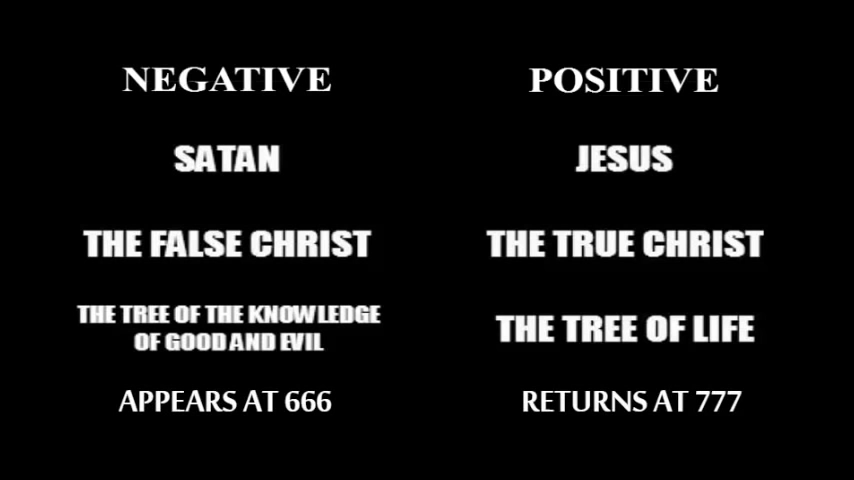 NEGATIVE
POSITIVE
SATAN
JESUS
THE FALSE CHRIST
THE TRUE CHRIST
THE TREE OF THE KNOWLEDGE
OF GOOD AND EVIL
THE TREE OF LIFE
APPEARS AT 666
RETURNS AT 777